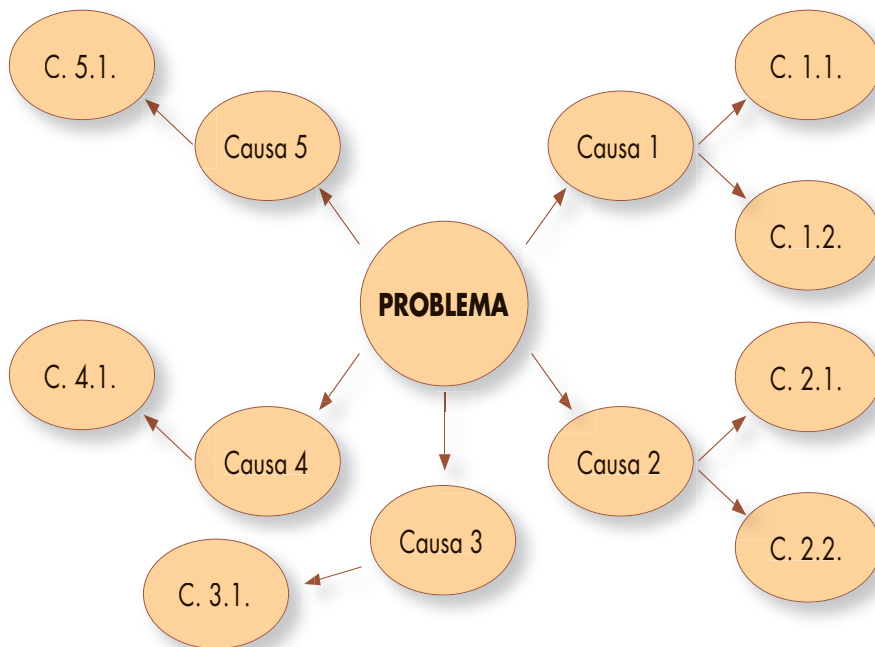 C. 5.1.
C. 1.1.
Causa 5
Causa 1
C. 1.2.
PROBLEMA
C. 4.1.
C. 2.1.
Causa 4
Causa 2
Causa 3
C. 2.2.
C. 3.1.